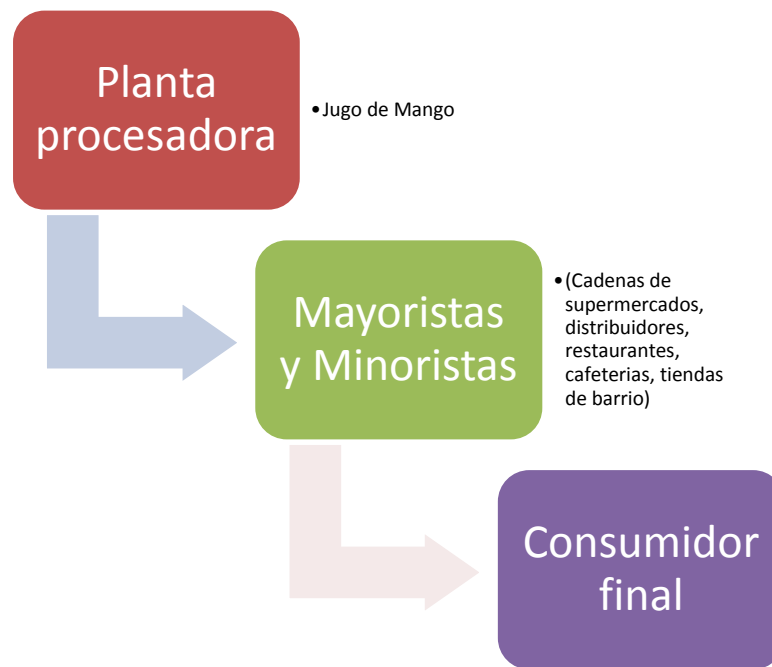 Planta
procesadora
•Jugo de Mango
Mayoristas
y Minoristas
•(Cadenas de
supermercados,
distribuidores,
restaurantes,
cafeterias, tiendas
de barrio)
Consumidor
final